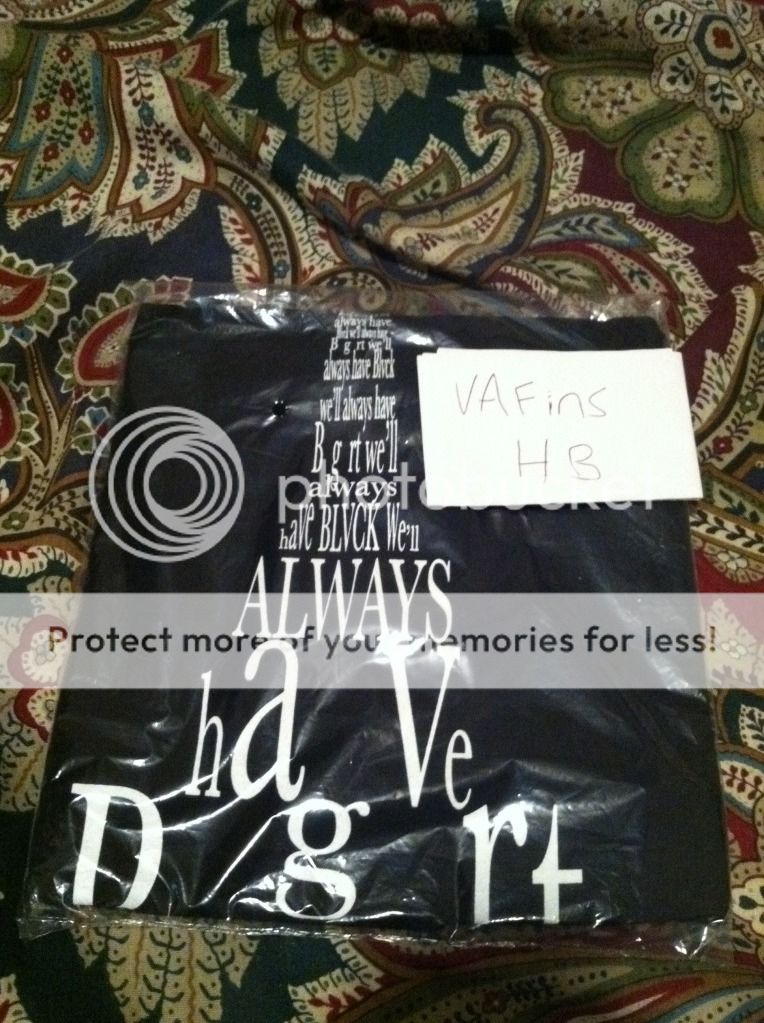 always have
B g rt we'll
always have Blvck
we'll always have
B g rt we'll
always
have BLVCK We'll
ALWAYS
haVe
D g rt
VAFins
HB
photobucket
Protect more of your memories for less!